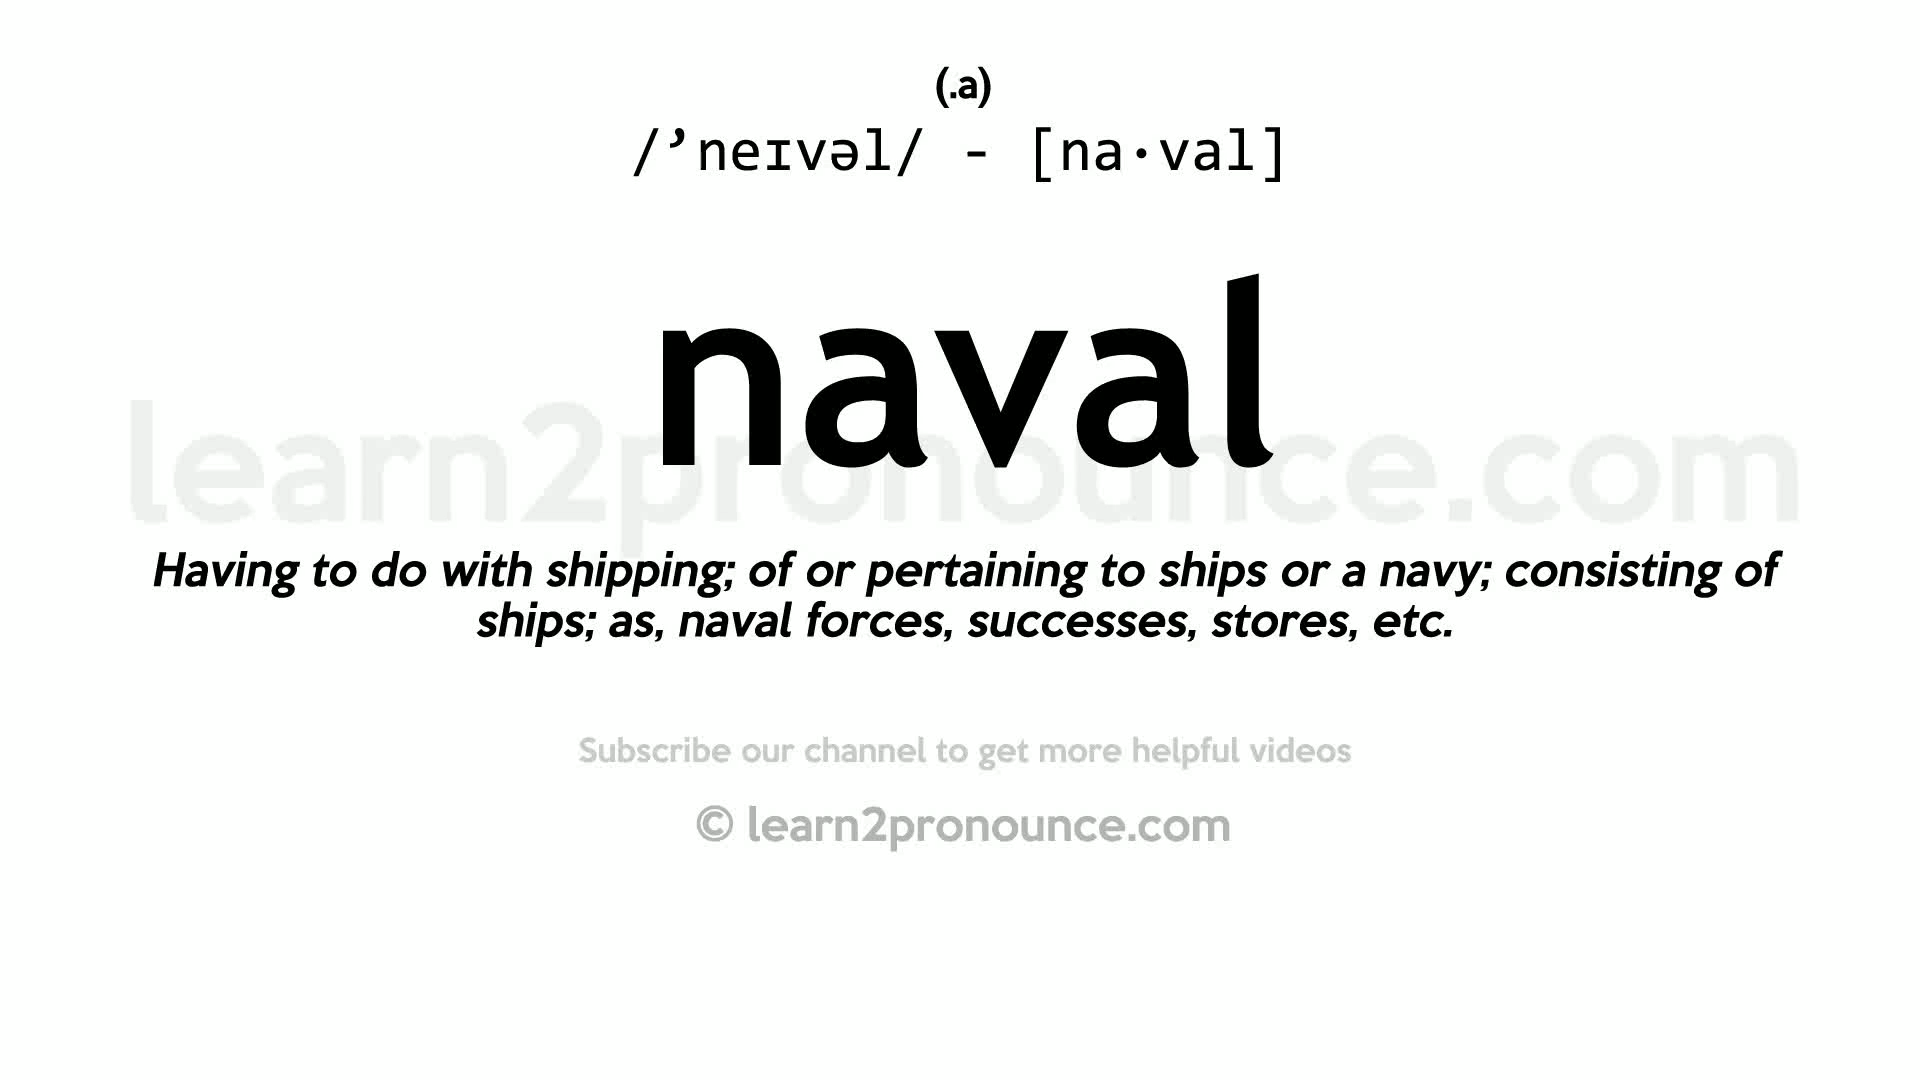 (.a)
/’neɪvəl/ - [na·val]
naval
learn2pronounce.com
Having to do with shipping; of or pertaining to ships or a navy; consisting of
ships; as, naval forces, successes, stores, etc.
Subscribe our channel to get more helpful videos
© learn2pronounce.com